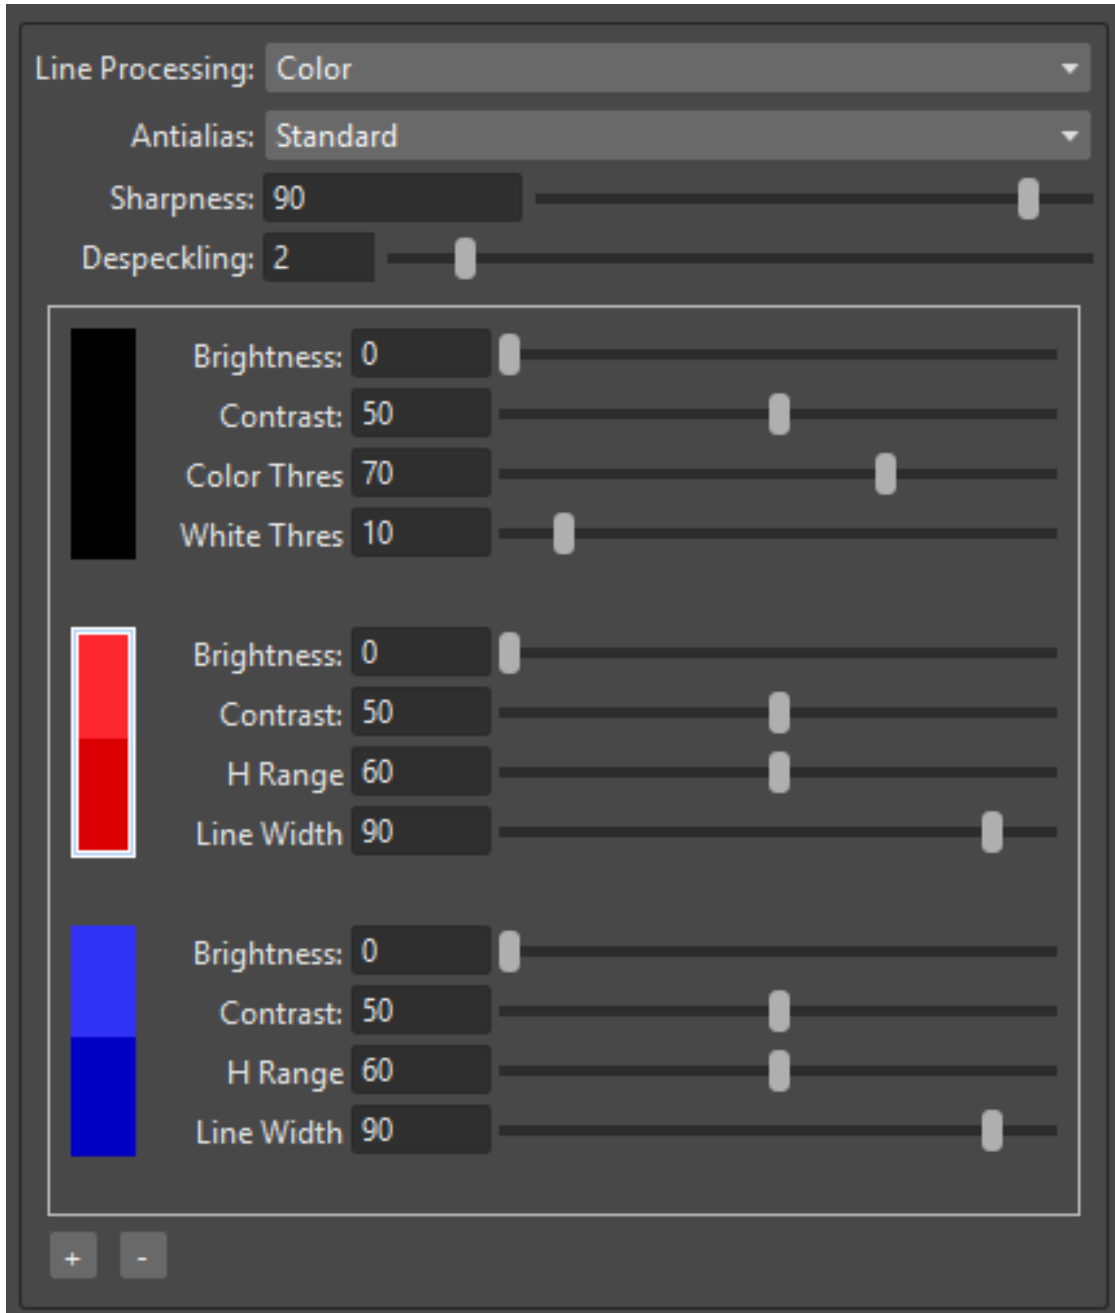 Line Processing: Color
Antialias: Standard
Sharpness: 90
Despeckling: 2
Brightness: 0
Contrast: 50
Color Thres 70
White Thres 10
Brightness: 0
Contrast: 50
H Range 60
Line Width 90
Brightness: 0
Contrast: 50
H Range 60
Line Width 90
+ -